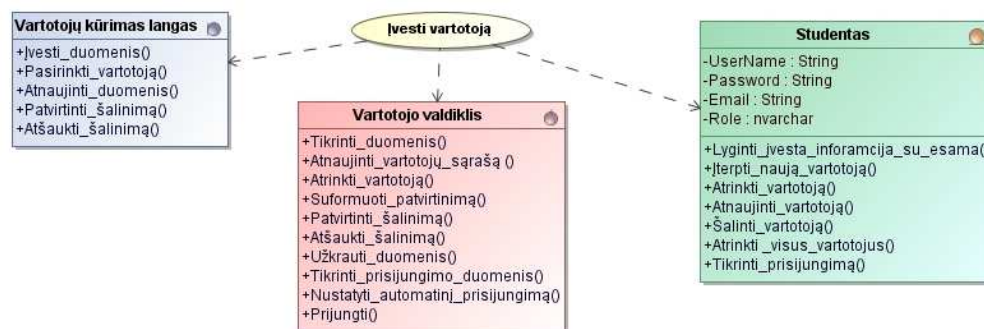 Įvesti vartotoją
Vartotojų kūrimas langas
+Įvesti_duomenis()
+Pasirinkti_vartotoją()
+Atnaujinti_duomenis()
+Patvirtinti_šalinimą()
+Atšaukti_šalinimą()
Vartotojo valdiklis
+Tikrinti_duomenis()
+Atnaujinti_vartotojų_sąrašą ()
+Atrinkti_vartotoją()
+Suformuoti_patvirtinimą()
+Patvirtinti_šalinimą()
+Atšaukti_šalinimą()
+Užkrauti_duomenis()
+Tikrinti_prisijungimo_duomenis()
+Nustatyti_automatinį_prisijungimą()
+Prijungti()
Studentas
-UserName : String
-Password : String
-Email : String
-Role : nvarchar
+Lyginti_įvesta_inforamcija_su_esama(
+Įterpti_naują_vartotoją()
+Atrinkti_vartotoją()
+Atnaujinti_vartotoją()
+Šalinti_vartotoją()
+Atrinkti _visus_vartotojus()
+Tikrinti_prisijungimą()